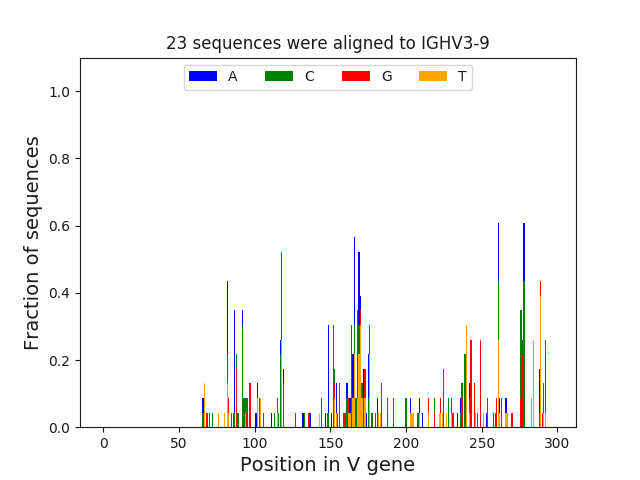 23 sequences were aligned to IGHV3-9
A C G T
1.0
0.8
0.6
0.4
0.2
0.0
Fraction of sequences
0 50 100 150 200 250 300
Position in V gene